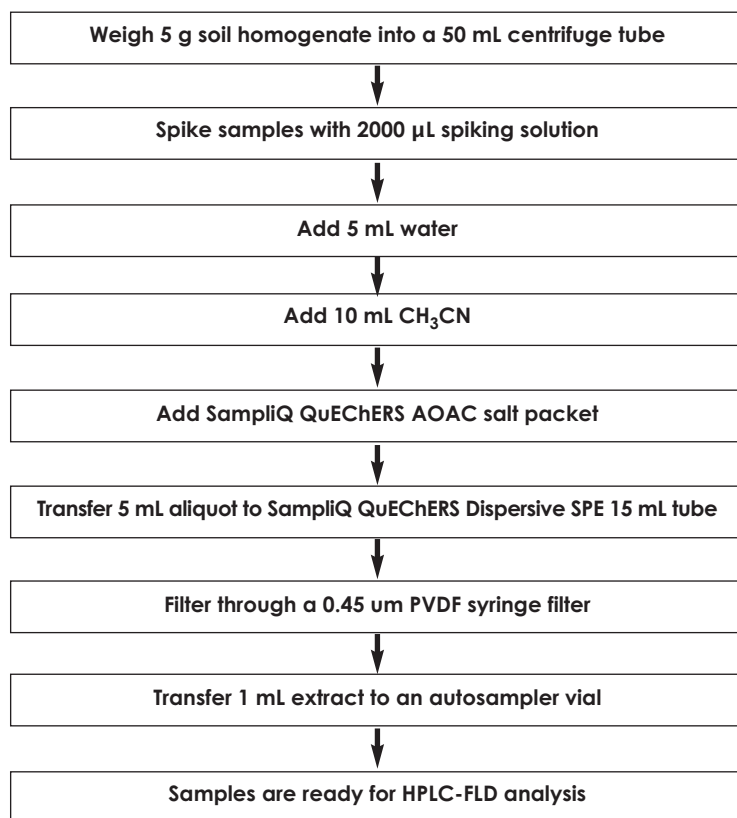 Weigh 5 g soil homogenate into a 50 mL centrifuge tube
Spike samples with 2000 µL spiking solution
Add 5 mL water
Add 10 mL CH₃CN
Add SampliQ QuEChERS AOAC salt packet
Transfer 5 mL aliquot to SampliQ QuEChERS Dispersive SPE 15 mL tube
Filter through a 0.45 um PVDF syringe filter
Transfer 1 mL extract to an autosampler vial
Samples are ready for HPLC-FLD analysis